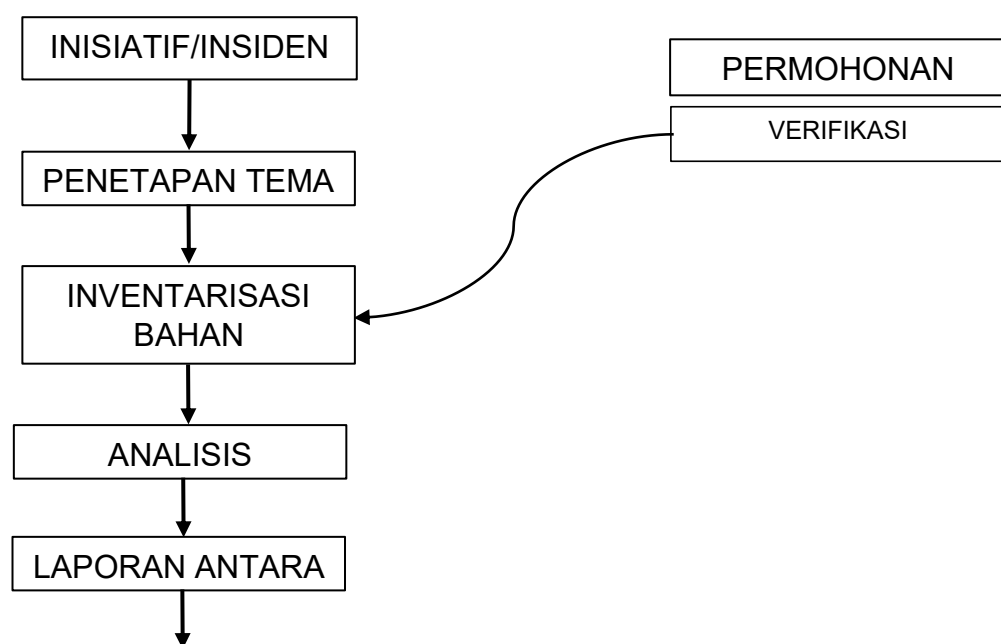 INISIATIF/INSIDEN
PERMOHONAN
VERIFIKASI
PENETAPAN TEMA
INVENTARISASI
BAHAN
ANALISIS
LAPORAN ANTARA